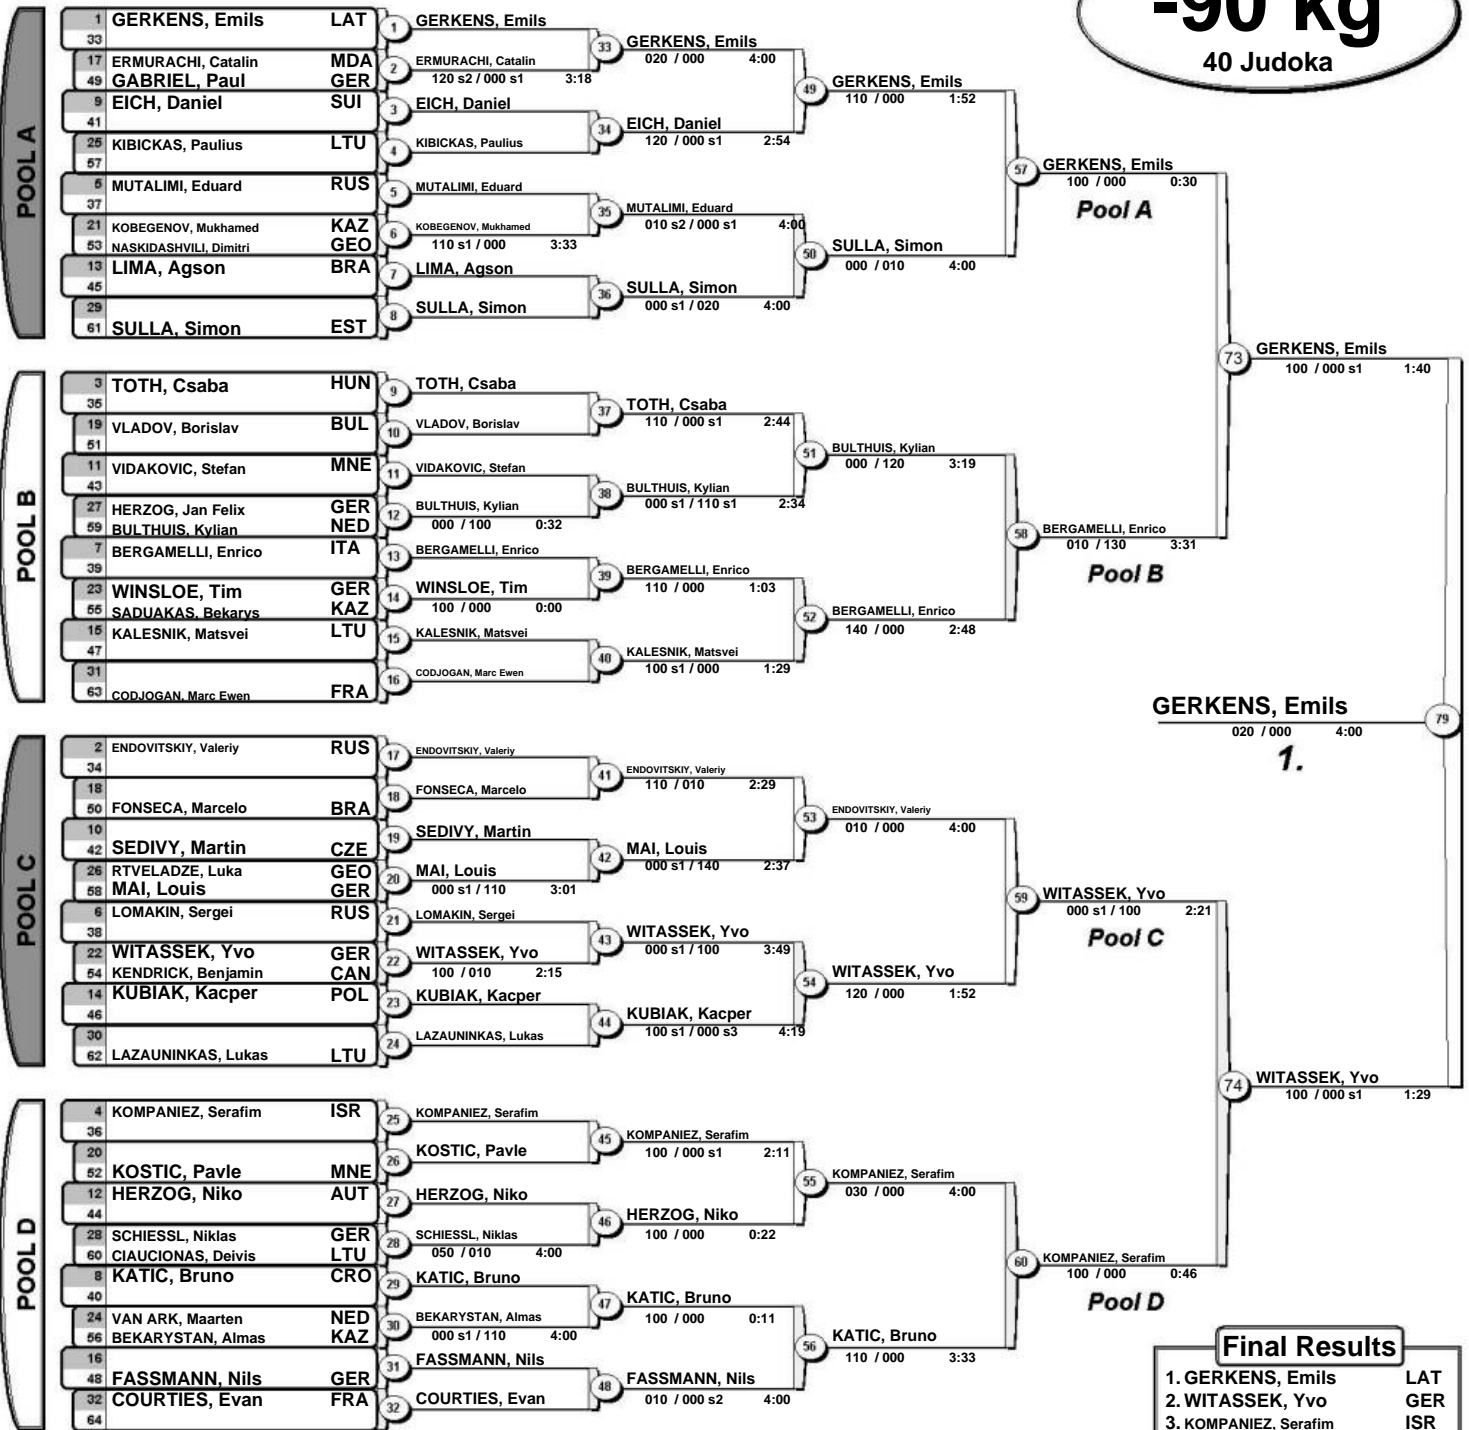 -90 kg
40 Judoka
POOL A
1 GERKENS, Emils LAT
33
17 ERMURACHI, Catalin MDA
49 GABRIEL, Paul GER
9 EICH, Daniel SUI
41
25 KIBICKAS, Paulius LTU
57
5 MUTALIMI, Eduard RUS
37
21 KOBEGENOV, Mukhamed KAZ
53 NASKIDASHVILI, Dimitri GEO
13 LIMA, Agson BRA
45
29
61 SULLA, Simon EST
1 GERKENS, Emils
2 ERMURACHI, Catalin
120 s2 / 000 s1 3:18
3 EICH, Daniel
4 KIBICKAS, Paulius
5 MUTALIMI, Eduard
6 KOBEGENOV, Mukhamed
110 s1 / 000 3:33
7 LIMA, Agson
8 SULLA, Simon
33 GERKENS, Emils
020 / 000 4:00
34 EICH, Daniel
120 / 000 s1 2:54
35 MUTALIMI, Eduard
010 s2 / 000 s1 4:00
36 SULLA, Simon
000 s1 / 020 4:00
49 GERKENS, Emils
110 / 000 1:52
50 SULLA, Simon
000 / 010 4:00
57 GERKENS, Emils
100 / 000 0:30
Pool A
POOL B
3 TOTH, Csaba HUN
35
19 VLADOV, Borislav BUL
51
11 VIDAKOVIC, Stefan MNE
43
27 HERZOG, Jan Felix GER
59 BULTHUIS, Kylian NED
7 BERGAMELLI, Enrico ITA
39
23 WINSLOE, Tim GER
55 SADUAKAS, Bekarys KAZ
15 KALESNIK, Matsvei LTU
47
31
63 CODJOGAN, Marc Ewen FRA
9 TOTH, Csaba
10 VLADOV, Borislav
11 VIDAKOVIC, Stefan
12 BULTHUIS, Kylian
000 / 100 0:32
13 BERGAMELLI, Enrico
14 WINSLOE, Tim
100 / 000 0:00
15 KALESNIK, Matsvei
16 CODJOGAN, Marc Ewen
37 TOTH, Csaba
110 / 000 s1 2:44
38 BULTHUIS, Kylian
000 s1 / 110 s1 2:34
39 BERGAMELLI, Enrico
110 / 000 1:03
40 KALESNIK, Matsvei
100 s1 / 000 1:29
51 BULTHUIS, Kylian
000 / 120 3:19
52 BERGAMELLI, Enrico
140 / 000 2:48
58 BERGAMELLI, Enrico
010 / 130 3:31
Pool B
73 GERKENS, Emils
100 / 000 s1 1:40
GERKENS, Emils 79
020 / 000 4:00
1.
POOL C
2 ENDOVITSKIY, Valeriy RUS
34
18
50 FONSECA, Marcelo BRA
10
42 SEDIVY, Martin CZE
26 RTVELADZE, Luka GEO
58 MAI, Louis GER
6 LOMAKIN, Sergei RUS
38
22 WITASSEK, Yvo GER
54 KENDRICK, Benjamin CAN
14 KUBIAK, Kacper POL
46
30
62 LAZAUNINKAS, Lukas LTU
17 ENDOVITSKIY, Valeriy
18 FONSECA, Marcelo
19 SEDIVY, Martin
20 MAI, Louis
000 s1 / 110 3:01
21 LOMAKIN, Sergei
22 WITASSEK, Yvo
100 / 010 2:15
23 KUBIAK, Kacper
24 LAZAUNINKAS, Lukas
41 ENDOVITSKIY, Valeriy
110 / 010 2:29
42 MAI, Louis
000 s1 / 140 2:37
43 WITASSEK, Yvo
000 s1 / 100 3:49
44 KUBIAK, Kacper
100 s1 / 000 s3 4:19
53 ENDOVITSKIY, Valeriy
010 / 000 4:00
54 WITASSEK, Yvo
120 / 000 1:52
59 WITASSEK, Yvo
000 s1 / 100 2:21
Pool C
POOL D
4 KOMPANIEZ, Serafim ISR
36
20
52 KOSTIC, Pavle MNE
12 HERZOG, Niko AUT
44
28 SCHIESSL, Niklas GER
60 CIAUCIONAS, Deivis LTU
8 KATIC, Bruno CRO
40
24 VAN ARK, Maarten NED
56 BEKARYSTAN, Almas KAZ
16
48 FASSMANN, Nils GER
32 COURTIES, Evan FRA
64
25 KOMPANIEZ, Serafim
26 KOSTIC, Pavle
27 HERZOG, Niko
28 SCHIESSL, Niklas
050 / 010 4:00
29 KATIC, Bruno
30 BEKARYSTAN, Almas
000 s1 / 110 4:00
31 FASSMANN, Nils
32 COURTIES, Evan
45 KOMPANIEZ, Serafim
100 / 000 s1 2:11
46 HERZOG, Niko
100 / 000 0:22
47 KATIC, Bruno
100 / 000 0:11
48 FASSMANN, Nils
010 / 000 s2 4:00
55 KOMPANIEZ, Serafim
030 / 000 4:00
56 KATIC, Bruno
110 / 000 3:33
60 KOMPANIEZ, Serafim
100 / 000 0:46
Pool D
74 WITASSEK, Yvo
100 / 000 s1 1:29
Final Results
1. GERKENS, Emils LAT
2. WITASSEK, Yvo GER
3. KOMPANIEZ, Serafim ISR